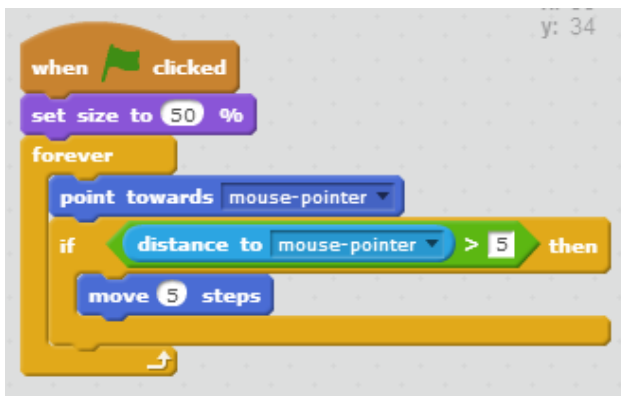 y: 34
when clicked
set size to 50 %
forever
point towards mouse-pointer
if distance to mouse-pointer > 5 then
move 5 steps